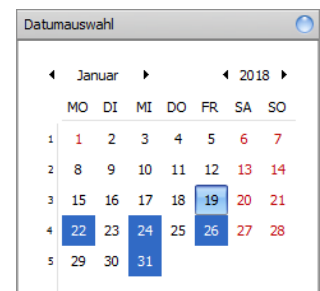 Datumauswahl
Januar 2018
MO DI MI DO FR SA SO
1 1 2 3 4 5 6 7
2 8 9 10 11 12 13 14
3 15 16 17 18 19 20 21
4 22 23 24 25 26 27 28
5 29 30 31